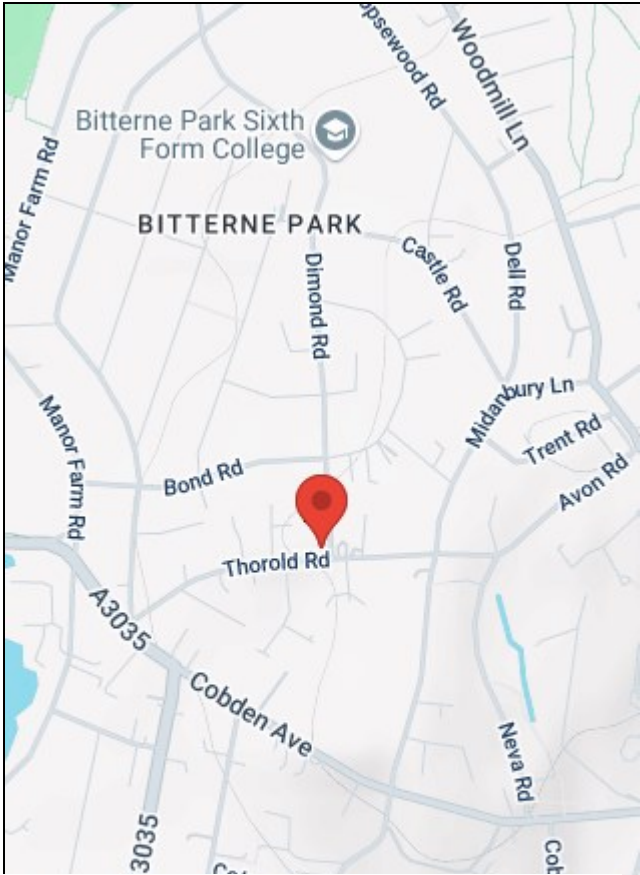 opsewood Rd
Woodmill Ln
Bitterne Park Sixth
Form College
Manor Farm Rd
BITTERNE PARK
Castle Rd
Dell Rd
Dimond Rd
Midanbury Ln
Manor Farm Rd
Trent Rd
Bond Rd
Avon Rd
Thorold Rd
A3035
Cobden Ave
Neva Rd
3035
Cob